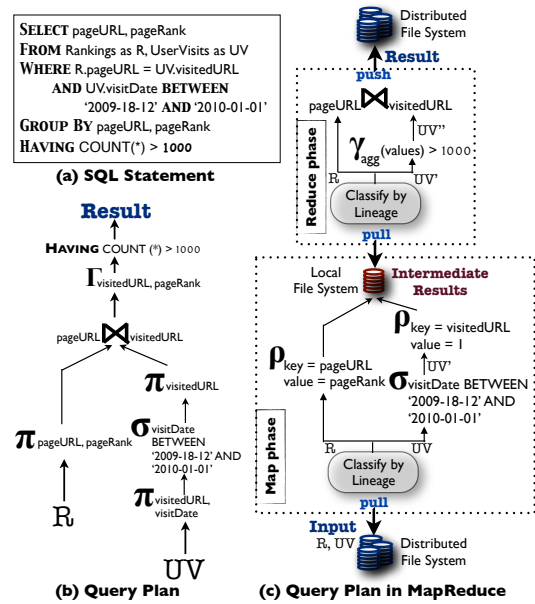 SELECT pageURL, pageRank
FROM Rankings as R, UserVisits as UV
WHERE R.pageURL = UV.visitedURL
AND UV.visitDate BETWEEN
‘2009-18-12’ AND ‘2010-01-01’
GROUP BY pageURL, pageRank
HAVING COUNT(*) > 1000
(a) SQL Statement
Result
HAVING COUNT (*) > 1000
Γ visitedURL, pageRank
pageURL ⋈ visitedURL
π visitedURL
σ visitDate
BETWEEN
‘2009-18-12’ AND
‘2010-01-01’
π pageURL, pageRank
π visitedURL,
visitDate
R
UV
(b) Query Plan
Distributed
File System
Result
push
pageURL ⋈ visitedURL
UV''
γ agg (values) > 1000
R
UV'
Classify by
Lineage
Reduce phase
pull
Local
File System
Intermediate
Results
ρ key = visitedURL
value = 1
ρ key = pageURL
value = pageRank
UV'
σ visitDate BETWEEN
‘2009-18-12’ AND
‘2010-01-01’
R
UV
Classify by
Lineage
Map phase
pull
Input
R, UV
Distributed
File System
(c) Query Plan in MapReduce